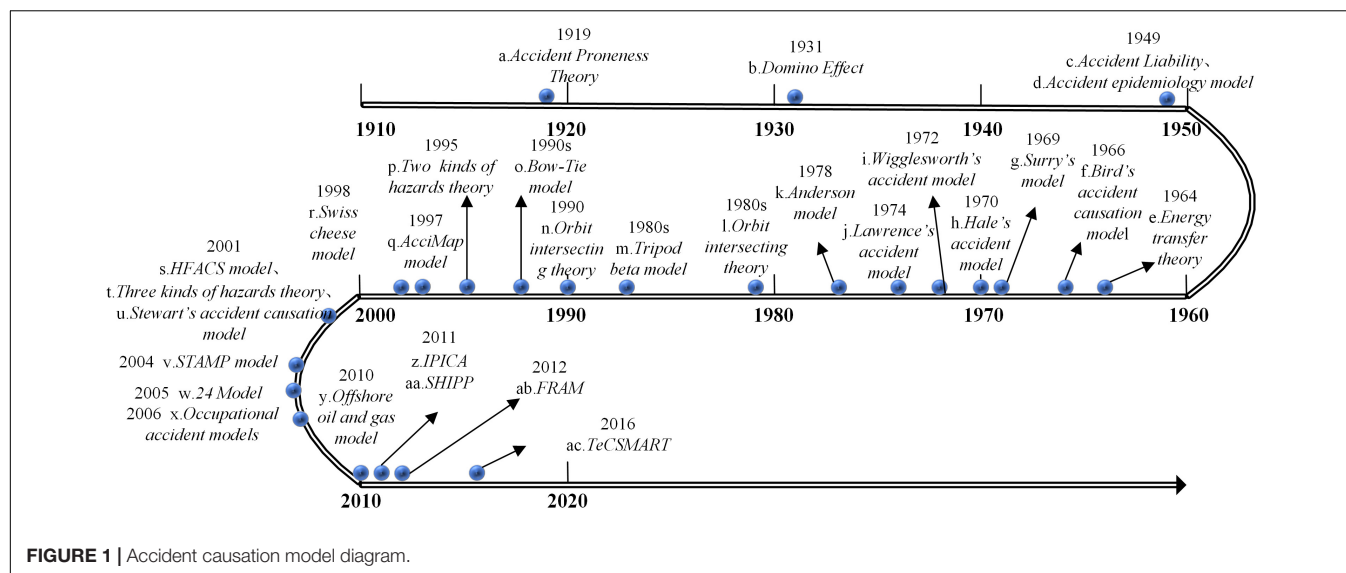 1919
a.Accident Proneness
Theory
1931
b.Domino Effect
1949
c.Accident Liability、
d.Accident epidemiology model
1910
1920
1930
1940
1950
1995
p.Two kinds of
hazards theory
1990s
o.Bow-Tie
model
1972
i.Wigglesworth's
accident model
1969
g.Surry's
model
1966
f.Bird's
accident
causation
model
1964
e.Energy
transfer
theory
1998
r.Swiss
cheese
model
1997
q.AcciMap
model
1990
n.Orbit
intersectin
g theory
1980s
m.Tripod
beta model
1980s
l.Orbit
intersecting
theory
1978
k.Anderson
model
1974
j.Lawrence's
accident
model
1970
h.Hale's
accident
model
2000
1990
1980
1970
1960
2001
s.HFACS model、
t.Three kinds of hazards theory、
u.Stewart's accident causation
model
2004 v.STAMP model
2005 w.24 Model
2006 x.Occupational
accident models
2010
y.Offshore
oil and gas
model
2011
z.IPICA
aa.SHIPP
2012
ab.FRAM
2016
ac.TeCSMART
2010
2020
FIGURE 1 | Accident causation model diagram.